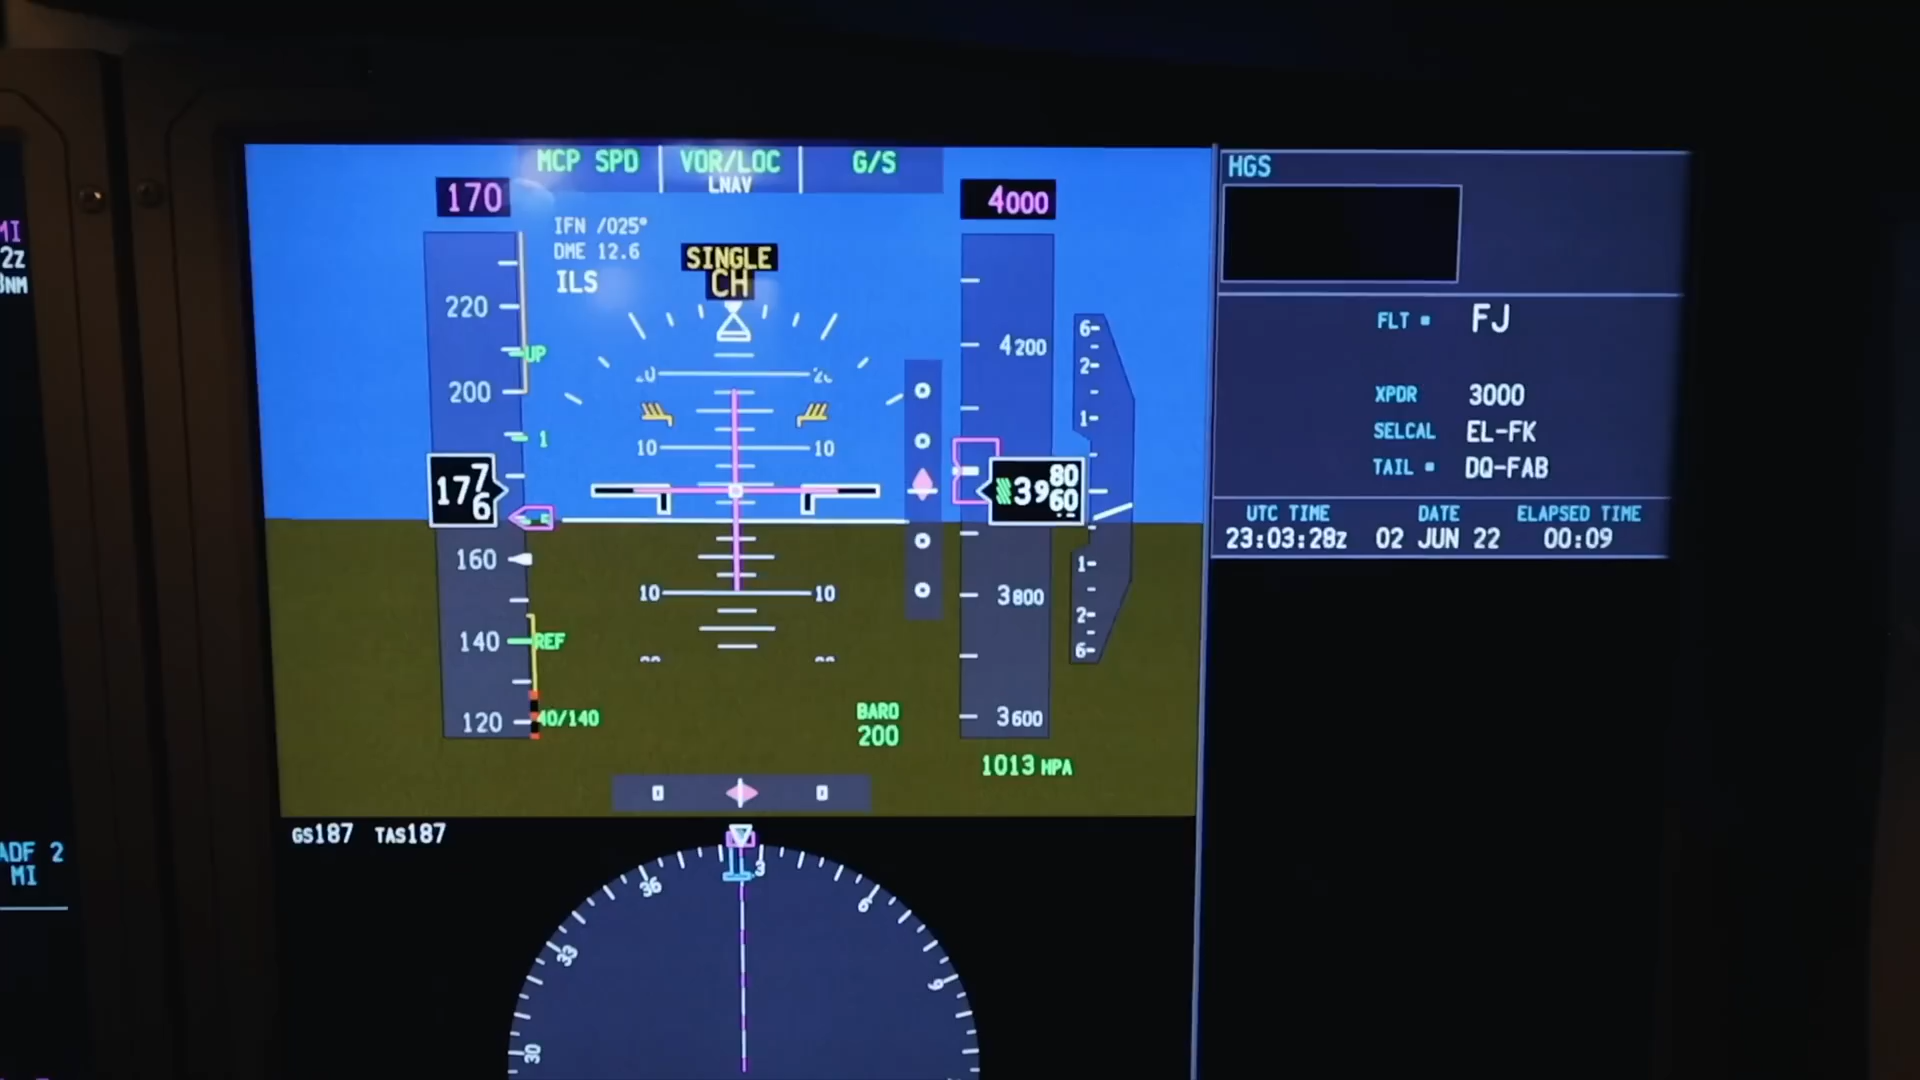 MI
2Z
3NM
ADF 2
MI
MCP SPD VOR/LOC G/S
LNAV
170
4000
IFN /025°
DME 12.6
ILS
SINGLE
CH
220
UP
200
1
177
6
160
140 REF
120
40/140
20
10 10
10 10
4200
3980
60
3800
3600
6
2
1
1
2
6
BARO
200
1013 HPA
GS187 TAS187
30
33
36
3
6
9
HGS
FLT FJ
XPDR 3000
SELCAL EL-FK
TAIL DQ-FAB
UTC TIME DATE ELAPSED TIME
23:03:28z 02 JUN 22 00:09